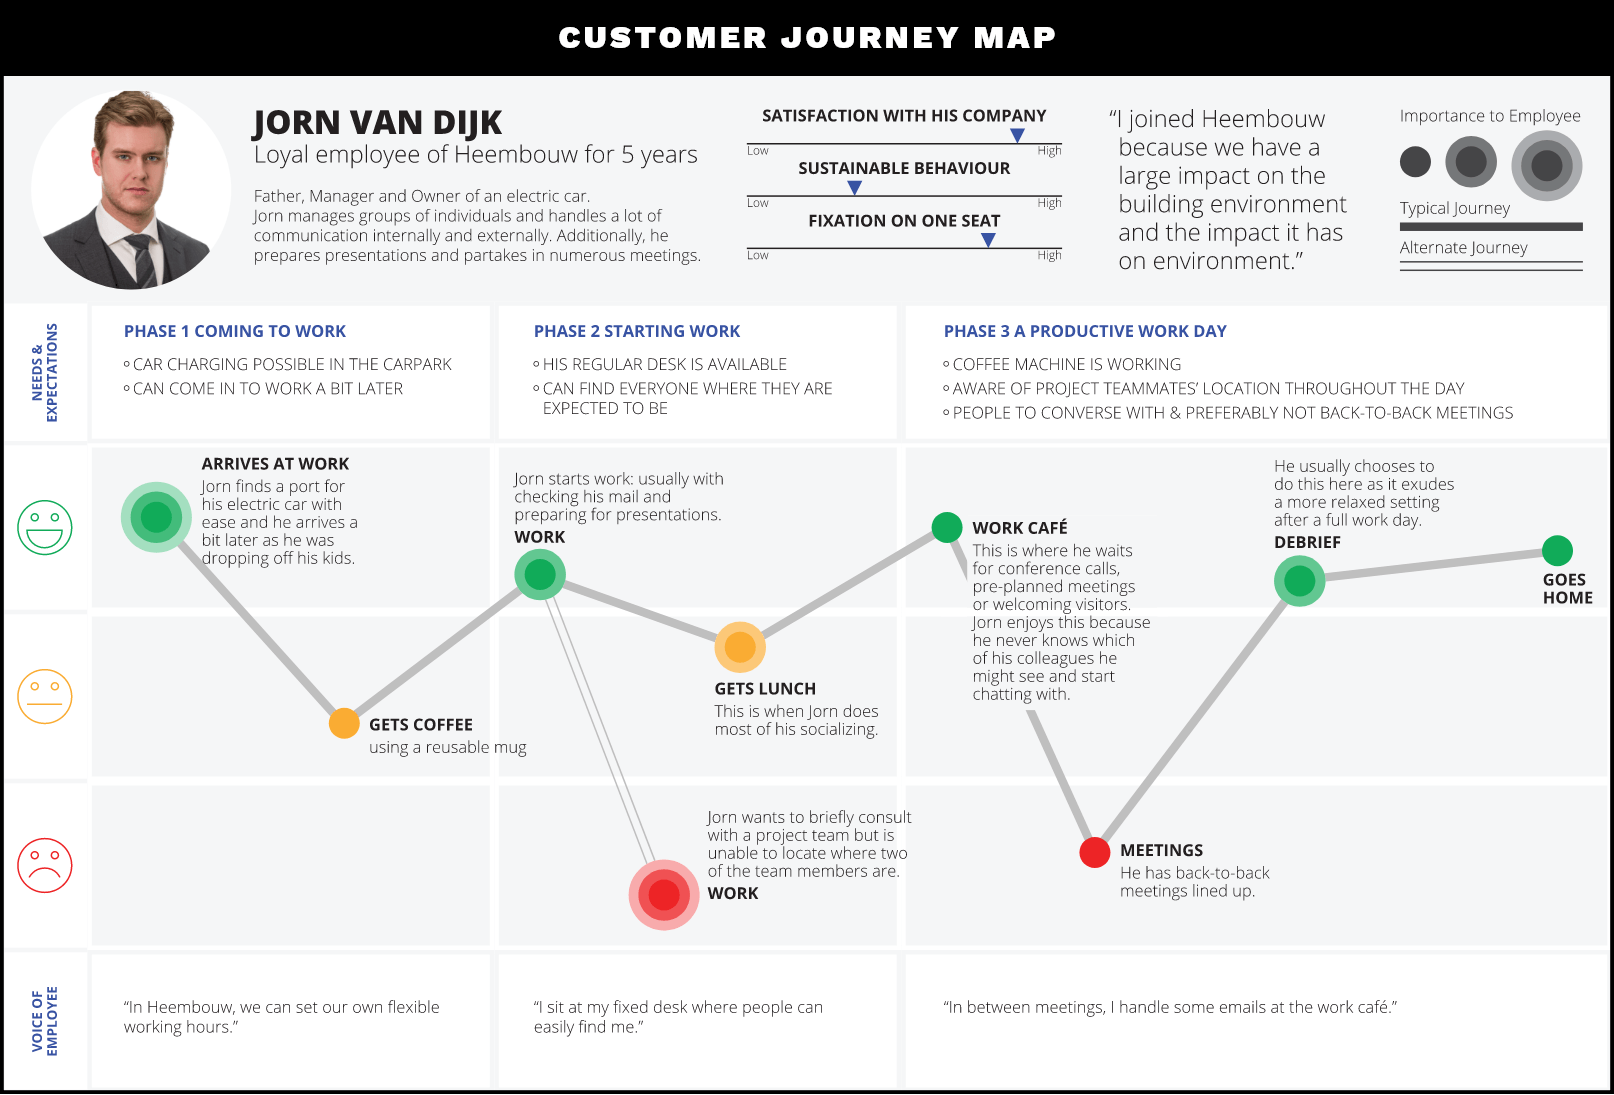 CUSTOMER JOURNEY MAP
JORN VAN DIJK
Loyal employee of Heembouw for 5 years
Father, Manager and Owner of an electric car.
Jorn manages groups of individuals and handles a lot of
communication internally and externally. Additionally, he
prepares presentations and partakes in numerous meetings.
SATISFACTION WITH HIS COMPANY
Low High
SUSTAINABLE BEHAVIOUR
Low High
FIXATION ON ONE SEAT
Low High
“I joined Heembouw
because we have a
large impact on the
building environment
and the impact it has
on environment.”
Importance to Employee
Typical Journey
Alternate Journey
NEEDS &
EXPECTATIONS
PHASE 1 COMING TO WORK
CAR CHARGING POSSIBLE IN THE CARPARK
CAN COME IN TO WORK A BIT LATER
PHASE 2 STARTING WORK
HIS REGULAR DESK IS AVAILABLE
CAN FIND EVERYONE WHERE THEY ARE
EXPECTED TO BE
PHASE 3 A PRODUCTIVE WORK DAY
COFFEE MACHINE IS WORKING
AWARE OF PROJECT TEAMMATES’ LOCATION THROUGHOUT THE DAY
PEOPLE TO CONVERSE WITH & PREFERABLY NOT BACK-TO-BACK MEETINGS
ARRIVES AT WORK
Jorn finds a port for
his electric car with
ease and he arrives a
bit later as he was
dropping off his kids.
GETS COFFEE
using a reusable mug
Jorn starts work: usually with
checking his mail and
preparing for presentations.
WORK
GETS LUNCH
This is when Jorn does
most of his socializing.
Jorn wants to briefly consult
with a project team but is
unable to locate where two
of the team members are.
WORK
WORK CAFÉ
This is where he waits
for conference calls,
pre-planned meetings
or welcoming visitors.
Jorn enjoys this because
he never knows which
of his colleagues he
might see and start
chatting with.
MEETINGS
He has back-to-back
meetings lined up.
He usually chooses to
do this here as it exudes
a more relaxed setting
after a full work day.
DEBRIEF
GOES
HOME
VOICE OF
EMPLOYEE
“In Heembouw, we can set our own flexible
working hours.”
“I sit at my fixed desk where people can
easily find me.”
“In between meetings, I handle some emails at the work café.”